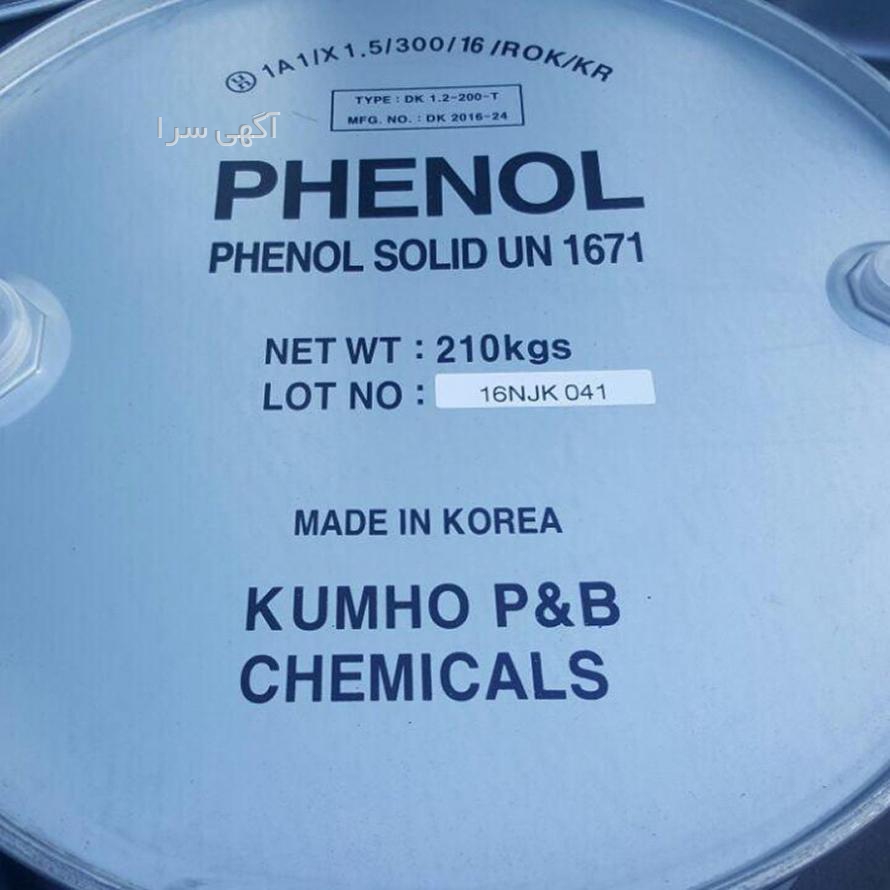 1A1/X1.5/300/16/ROK/KR
TYPE : DK 1.2-200-T
MFG. NO. : DK 2016-24
آگهی سرا
PHENOL
PHENOL SOLID UN 1671
NET WT : 210kgs
LOT NO : 16NJK 041
MADE IN KOREA
KUMHO P&B
CHEMICALS